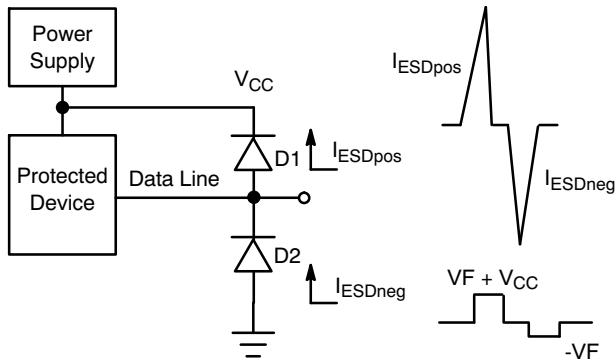 Power
Supply
V_CC
Protected
Device
Data Line
D1
I_ESDpos
D2
I_ESDneg
I_ESDpos
I_ESDneg
VF + V_CC
-VF